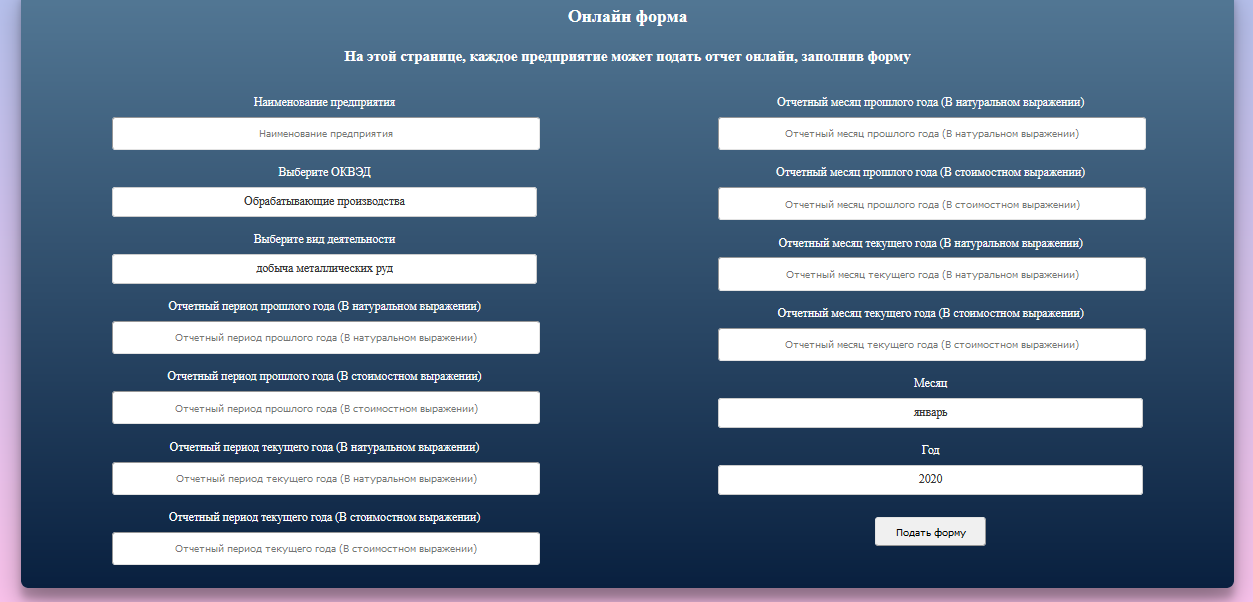 Онлайн форма
На этой странице, каждое предприятие может подать отчет онлайн, заполнив форму
Наименование предприятия
Наименование предприятия
Выберите ОКВЭД
Обрабатывающие производства
Выберите вид деятельности
добыча металлических руд
Отчетный период прошлого года (В натуральном выражении)
Отчетный период прошлого года (В натуральном выражении)
Отчетный период прошлого года (В стоимостном выражении)
Отчетный период прошлого года (В стоимостном выражении)
Отчетный период текущего года (В натуральном выражении)
Отчетный период текущего года (В натуральном выражении)
Отчетный период текущего года (В стоимостном выражении)
Отчетный период текущего года (В стоимостном выражении)
Отчетный месяц прошлого года (В натуральном выражении)
Отчетный месяц прошлого года (В натуральном выражении)
Отчетный месяц прошлого года (В стоимостном выражении)
Отчетный месяц прошлого года (В стоимостном выражении)
Отчетный месяц текущего года (В натуральном выражении)
Отчетный месяц текущего года (В натуральном выражении)
Отчетный месяц текущего года (В стоимостном выражении)
Отчетный месяц текущего года (В стоимостном выражении)
Месяц
январь
Год
2020
Подать форму